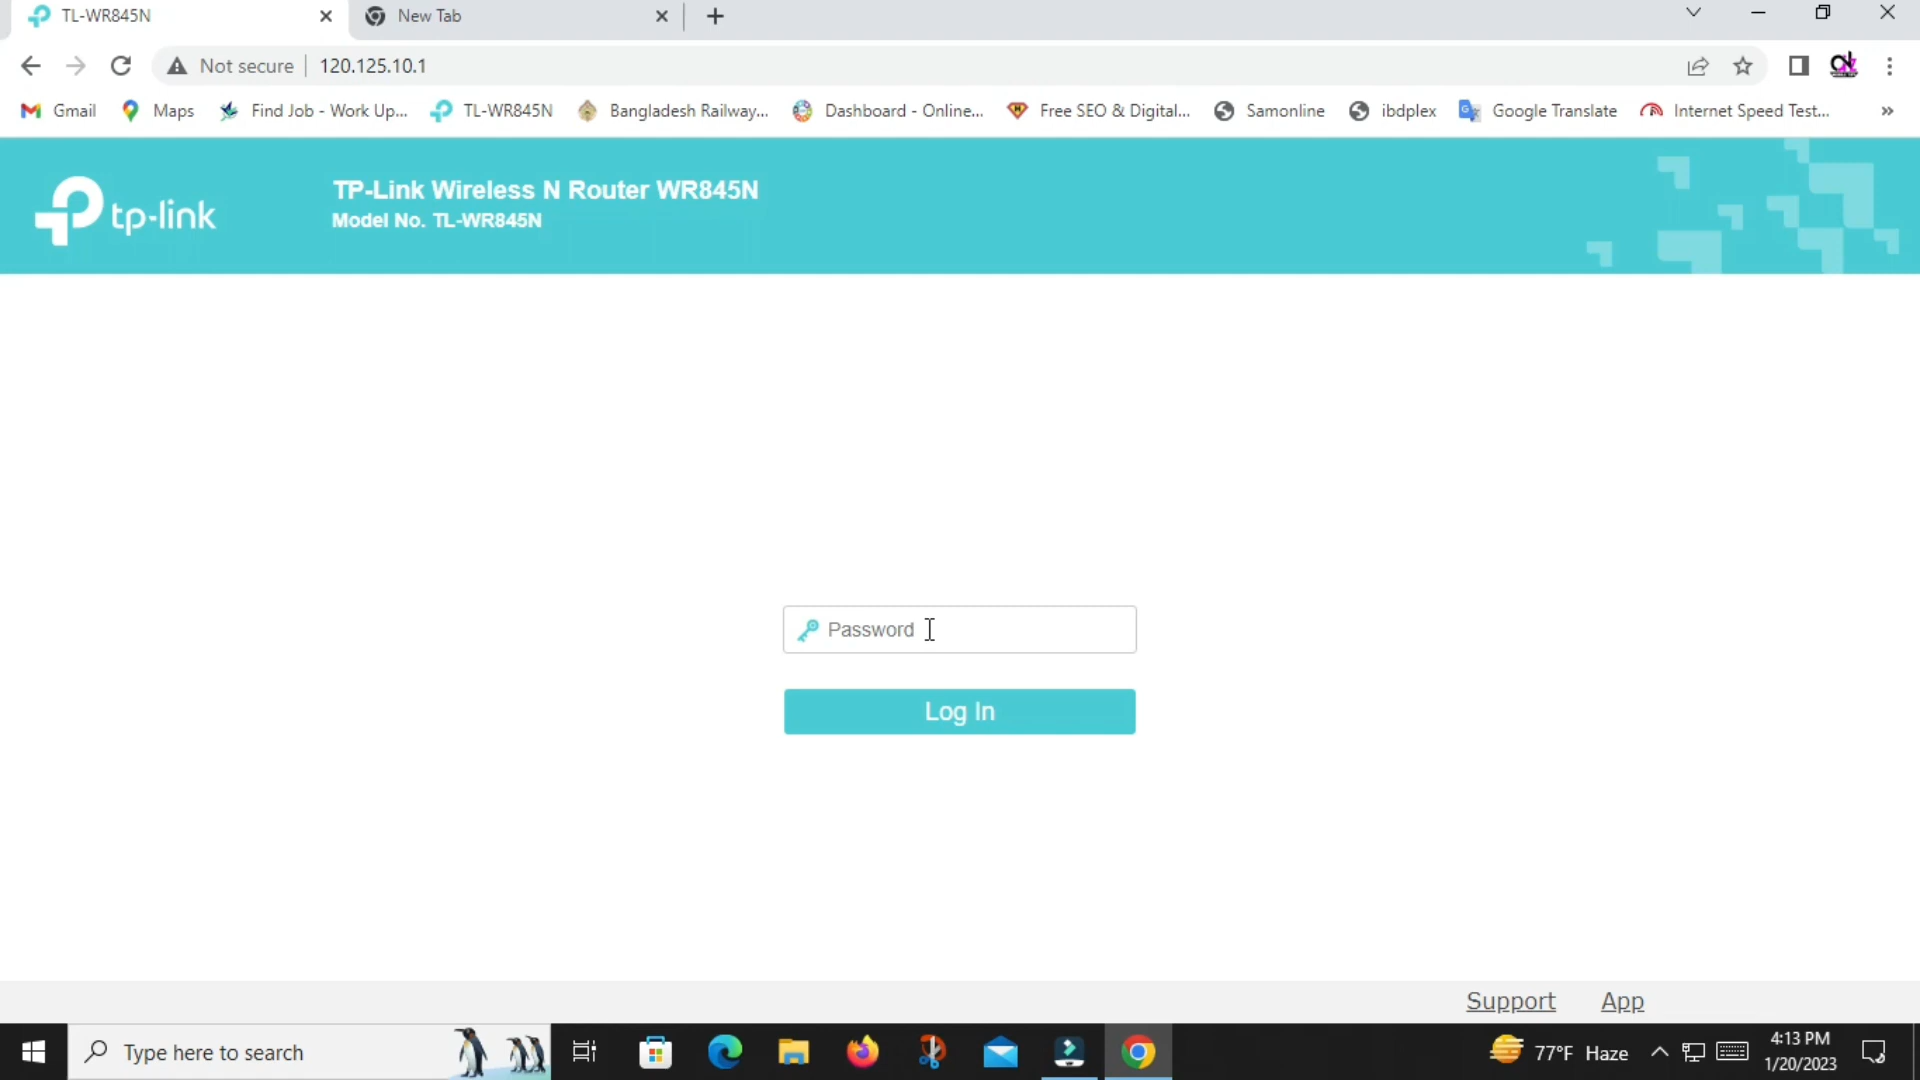 TL-WR845N
New Tab
Not secure
120.125.10.1
Gmail
Maps
Find Job - Work Up...
TL-WR845N
Bangladesh Railway...
Dashboard - Online...
Free SEO & Digital...
Samonline
ibdplex
Google Translate
Internet Speed Test...
»
tp-link
TP-Link Wireless N Router WR845N
Model No. TL-WR845N
Password
Log In
Support
App
Type here to search
77°F Haze
4:13 PM
1/20/2023